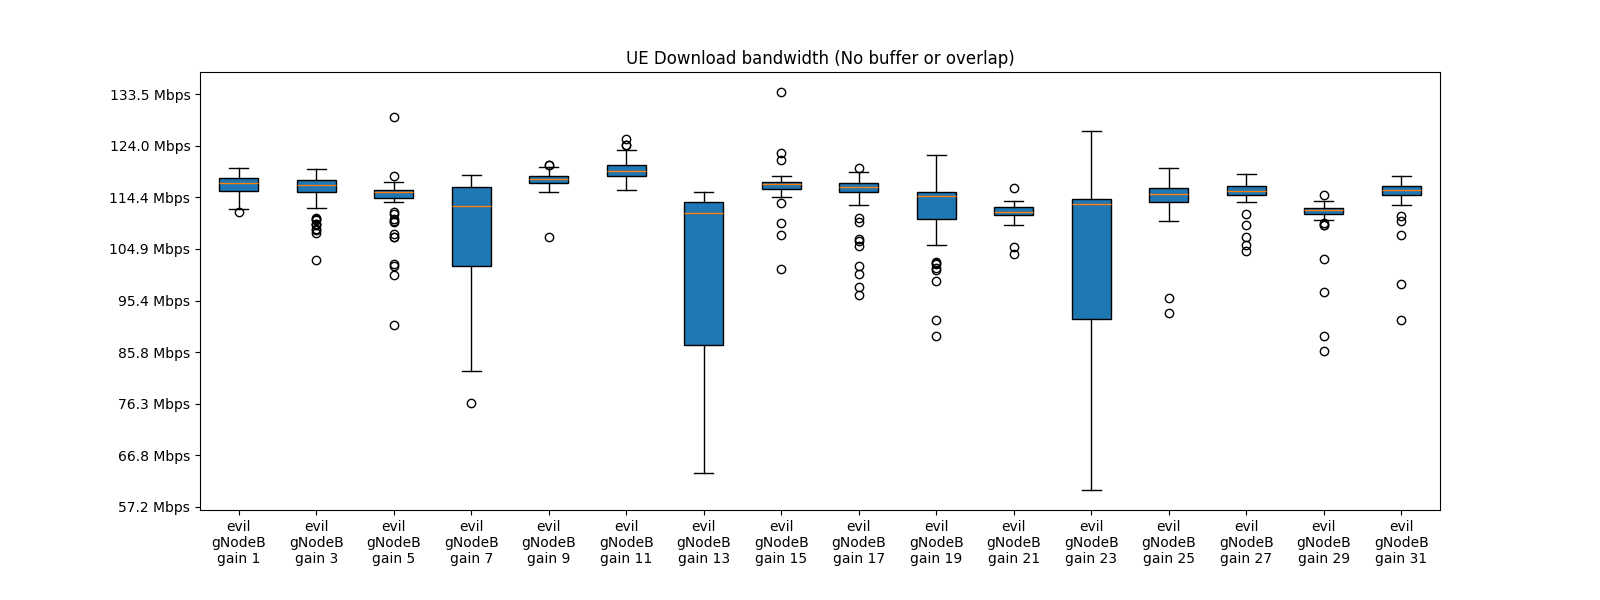 UE Download bandwidth (No buffer or overlap)
133.5 Mbps
124.0 Mbps
114.4 Mbps
104.9 Mbps
95.4 Mbps
85.8 Mbps
76.3 Mbps
66.8 Mbps
57.2 Mbps
evil
gNodeB
gain 1
evil
gNodeB
gain 3
evil
gNodeB
gain 5
evil
gNodeB
gain 7
evil
gNodeB
gain 9
evil
gNodeB
gain 11
evil
gNodeB
gain 13
evil
gNodeB
gain 15
evil
gNodeB
gain 17
evil
gNodeB
gain 19
evil
gNodeB
gain 21
evil
gNodeB
gain 23
evil
gNodeB
gain 25
evil
gNodeB
gain 27
evil
gNodeB
gain 29
evil
gNodeB
gain 31